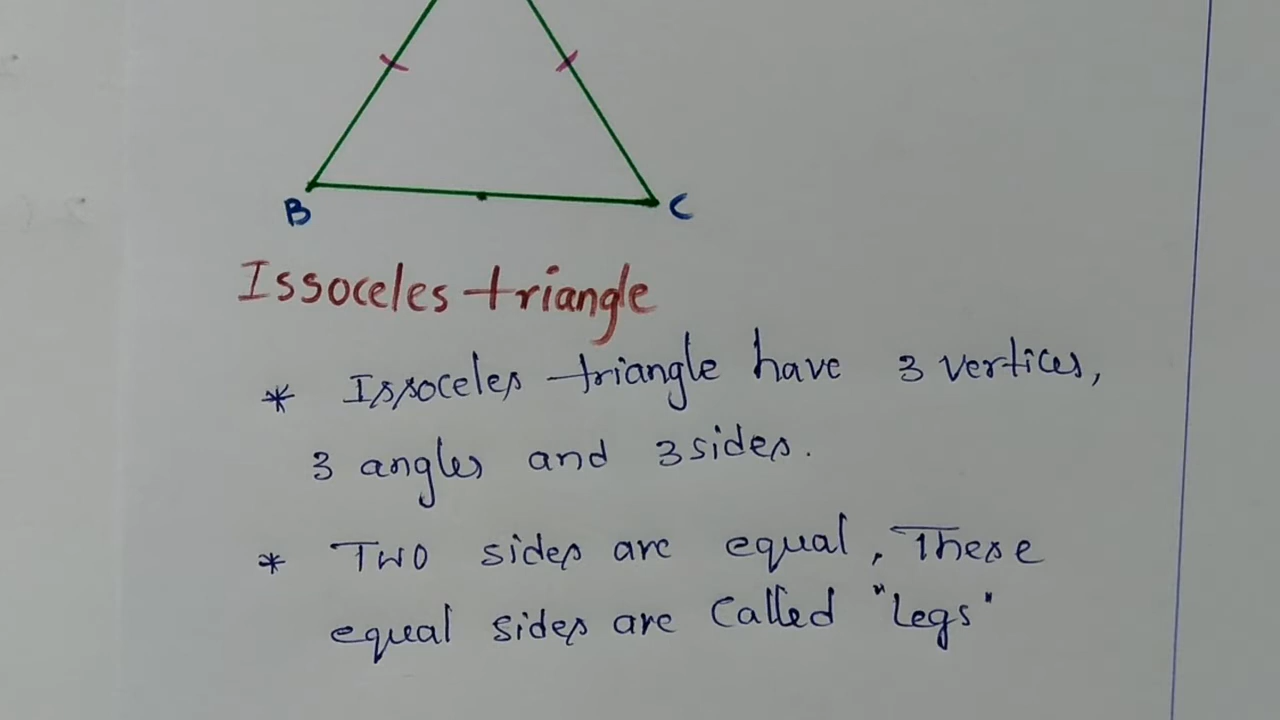 B C
Issoceles triangle
* Issoceles triangle have 3 vertices,
3 angles and 3 sides.
* Two sides are equal, These
equal sides are called "Legs"